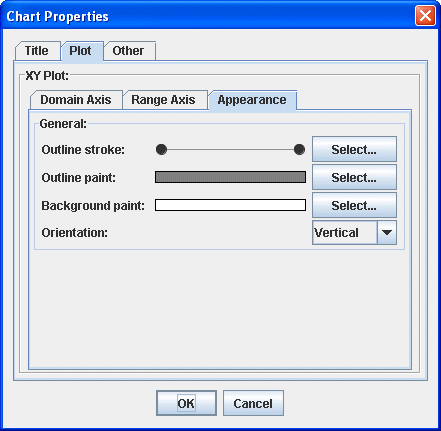 Chart Properties
Title Plot Other
XY Plot:
Domain Axis Range Axis Appearance
General:
Outline stroke: Select...
Outline paint: Select...
Background paint: Select...
Orientation: Vertical
OK Cancel